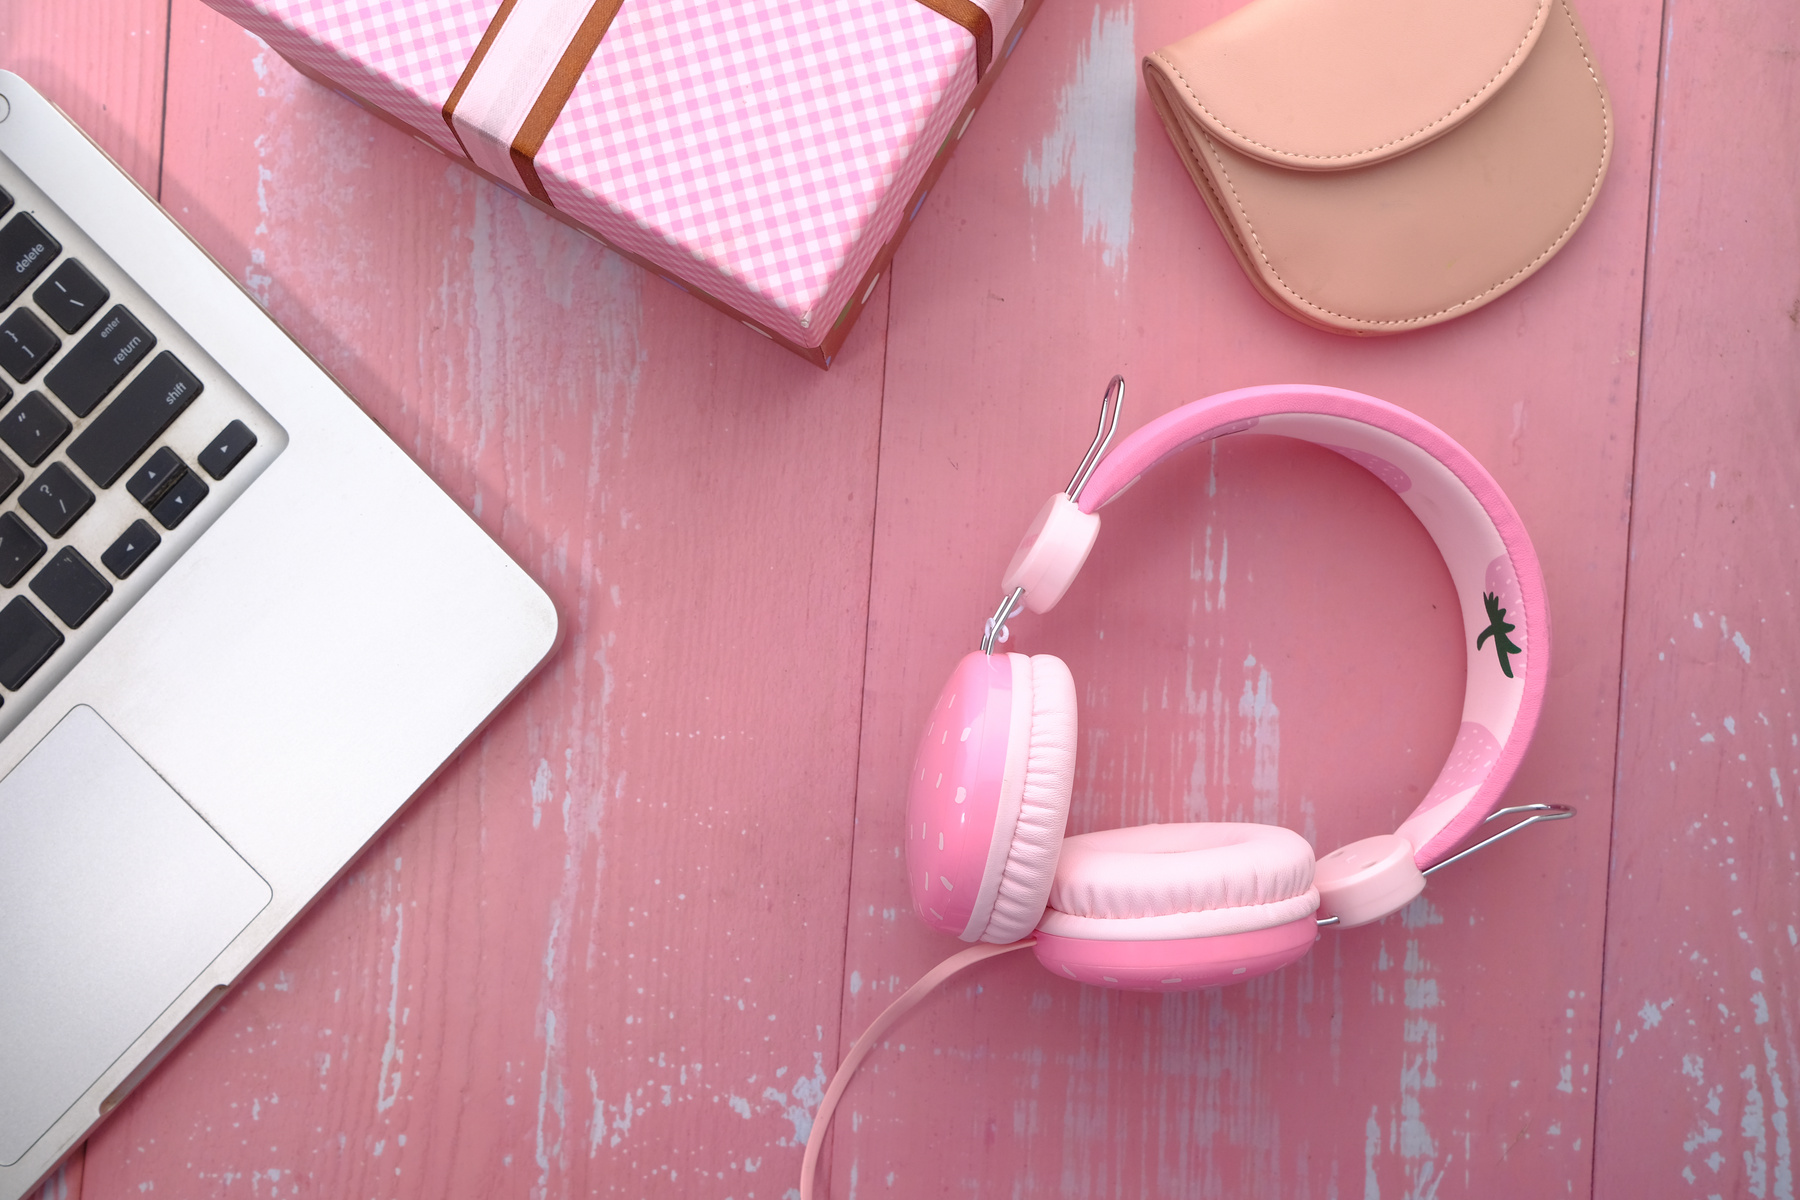 delete
| \
} ]
enter
return
" '
shift
? /